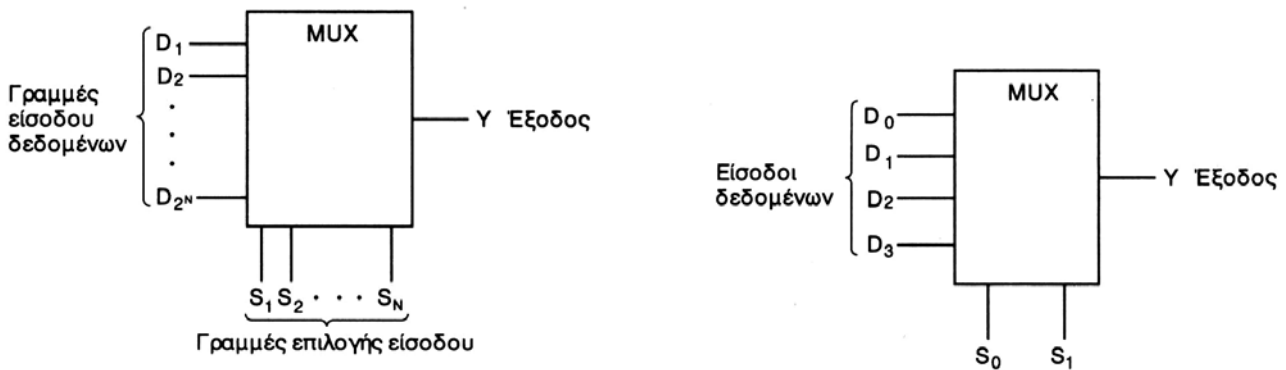 MUX
D₁
D₂
Γραμμές
είσοδου
δεδομένων
D₂ᴺ
Y Έξοδος
S₁ S₂ · · · S_N
Γραμμές επιλογής είσοδου
MUX
D₀
D₁
D₂
D₃
Είσοδοι
δεδομένων
Y Έξοδος
S₀ S₁